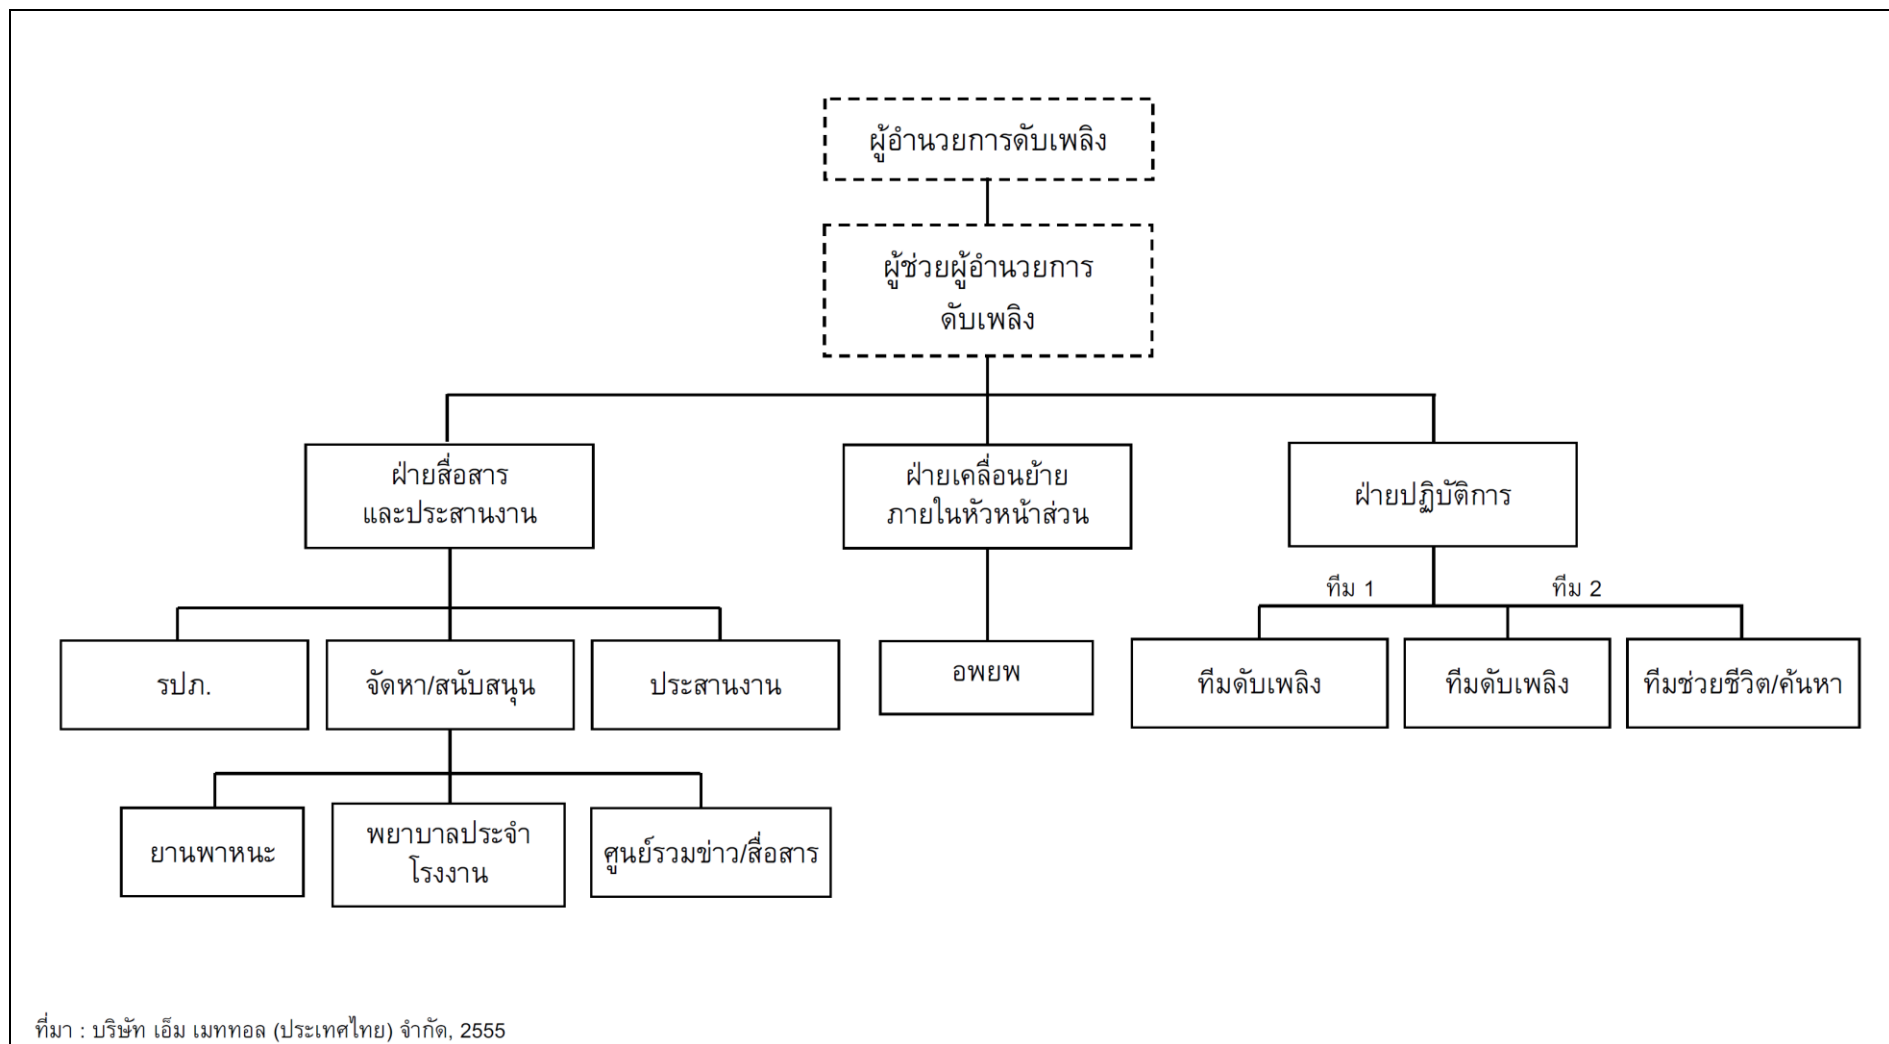 ผู้อำนวยการดับเพลิง
ผู้ช่วยผู้อำนวยการ
ดับเพลิง
ฝ่ายสื่อสาร
และประสานงาน
ฝ่ายเคลื่อนย้าย
ภายในหัวหน้าส่วน
ฝ่ายปฏิบัติการ
ทีม 1
ทีม 2
รปภ.
จัดหา/สนับสนุน
ประสานงาน
อพยพ
ทีมดับเพลิง
ทีมดับเพลิง
ทีมช่วยชีวิต/ค้นหา
ยานพาหนะ
พยาบาลประจำ
โรงงาน
ศูนย์รวมข่าว/สื่อสาร
ที่มา : บริษัท เอ็ม เมททอล (ประเทศไทย) จำกัด, 2555